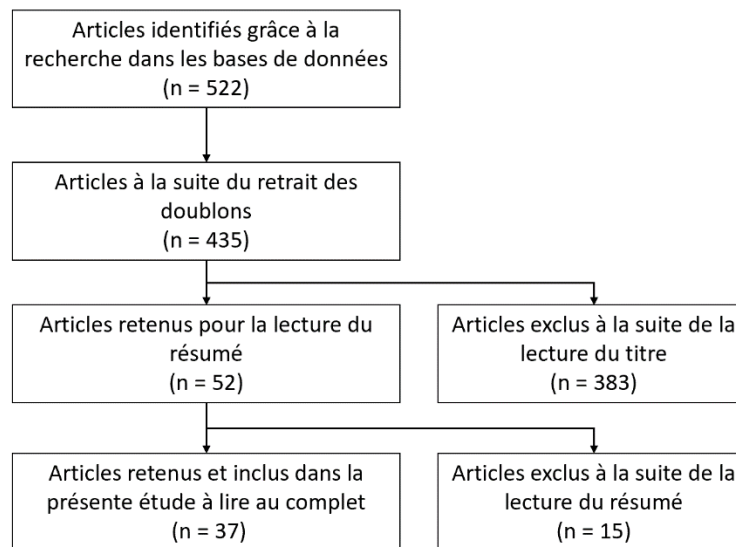 Articles identifiés grâce à la
recherche dans les bases de données
(n = 522)
Articles à la suite du retrait des
doublons
(n = 435)
Articles retenus pour la lecture du
résumé
(n = 52)
Articles exclus à la suite de la
lecture du titre
(n = 383)
Articles retenus et inclus dans la
présente étude à lire au complet
(n = 37)
Articles exclus à la suite de la
lecture du résumé
(n = 15)